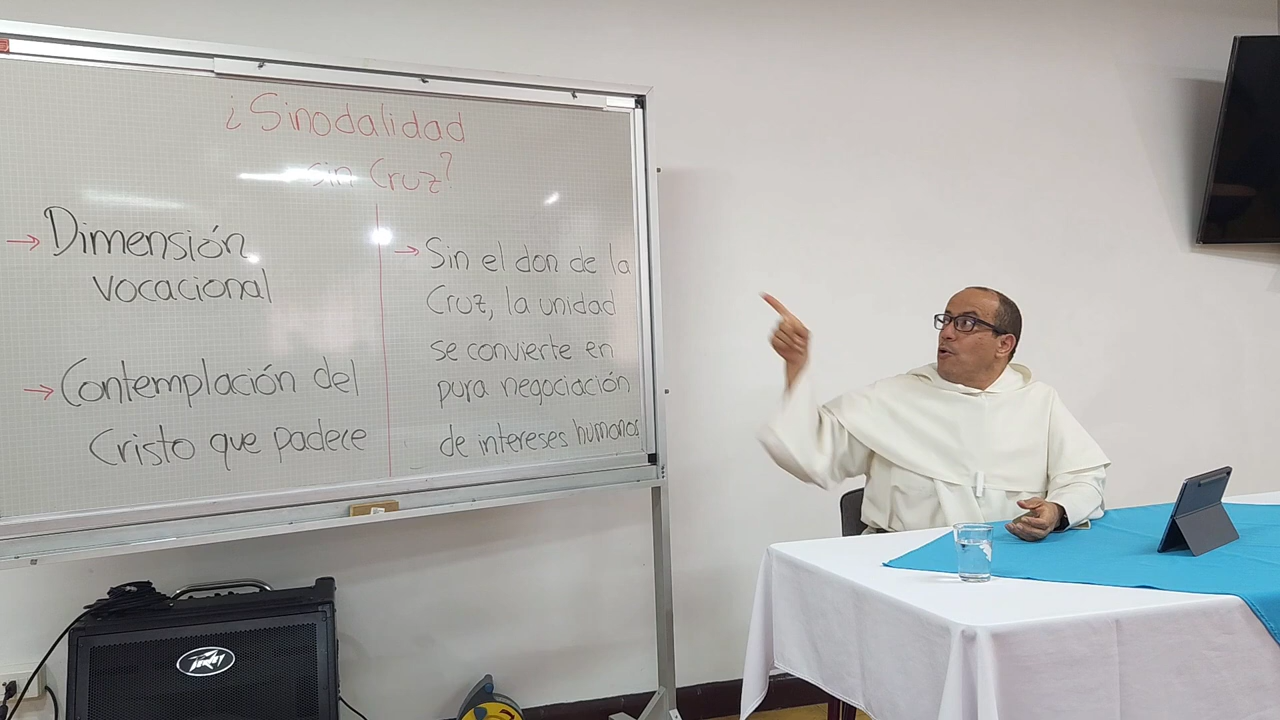 ¿Sinodalidad
sin Cruz?
→ Dimensión
vocacional
→ Contemplación del
Cristo que padece
→ Sin el don de la
Cruz, la unidad
se convierte en
pura negociación
de intereses humanos
PEAVEY